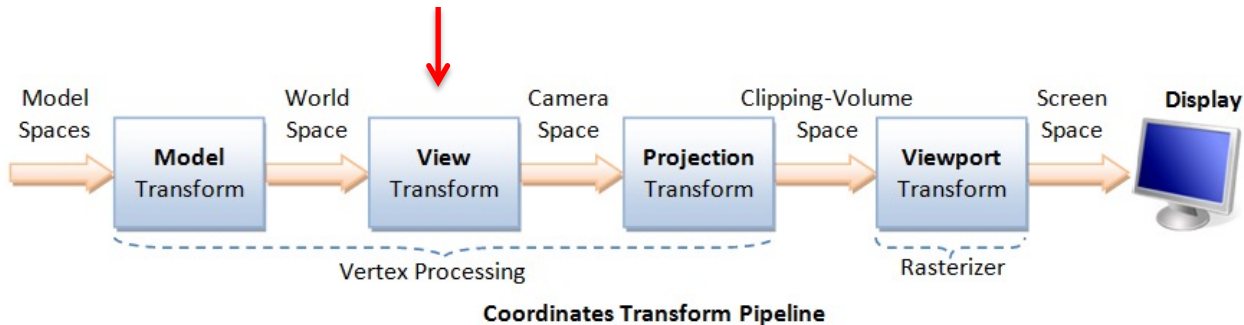 Model
Spaces
Model
Transform
World
Space
View
Transform
Camera
Space
Projection
Transform
Clipping-Volume
Space
Viewport
Transform
Screen
Space
Display
Vertex Processing
Rasterizer
Coordinates Transform Pipeline